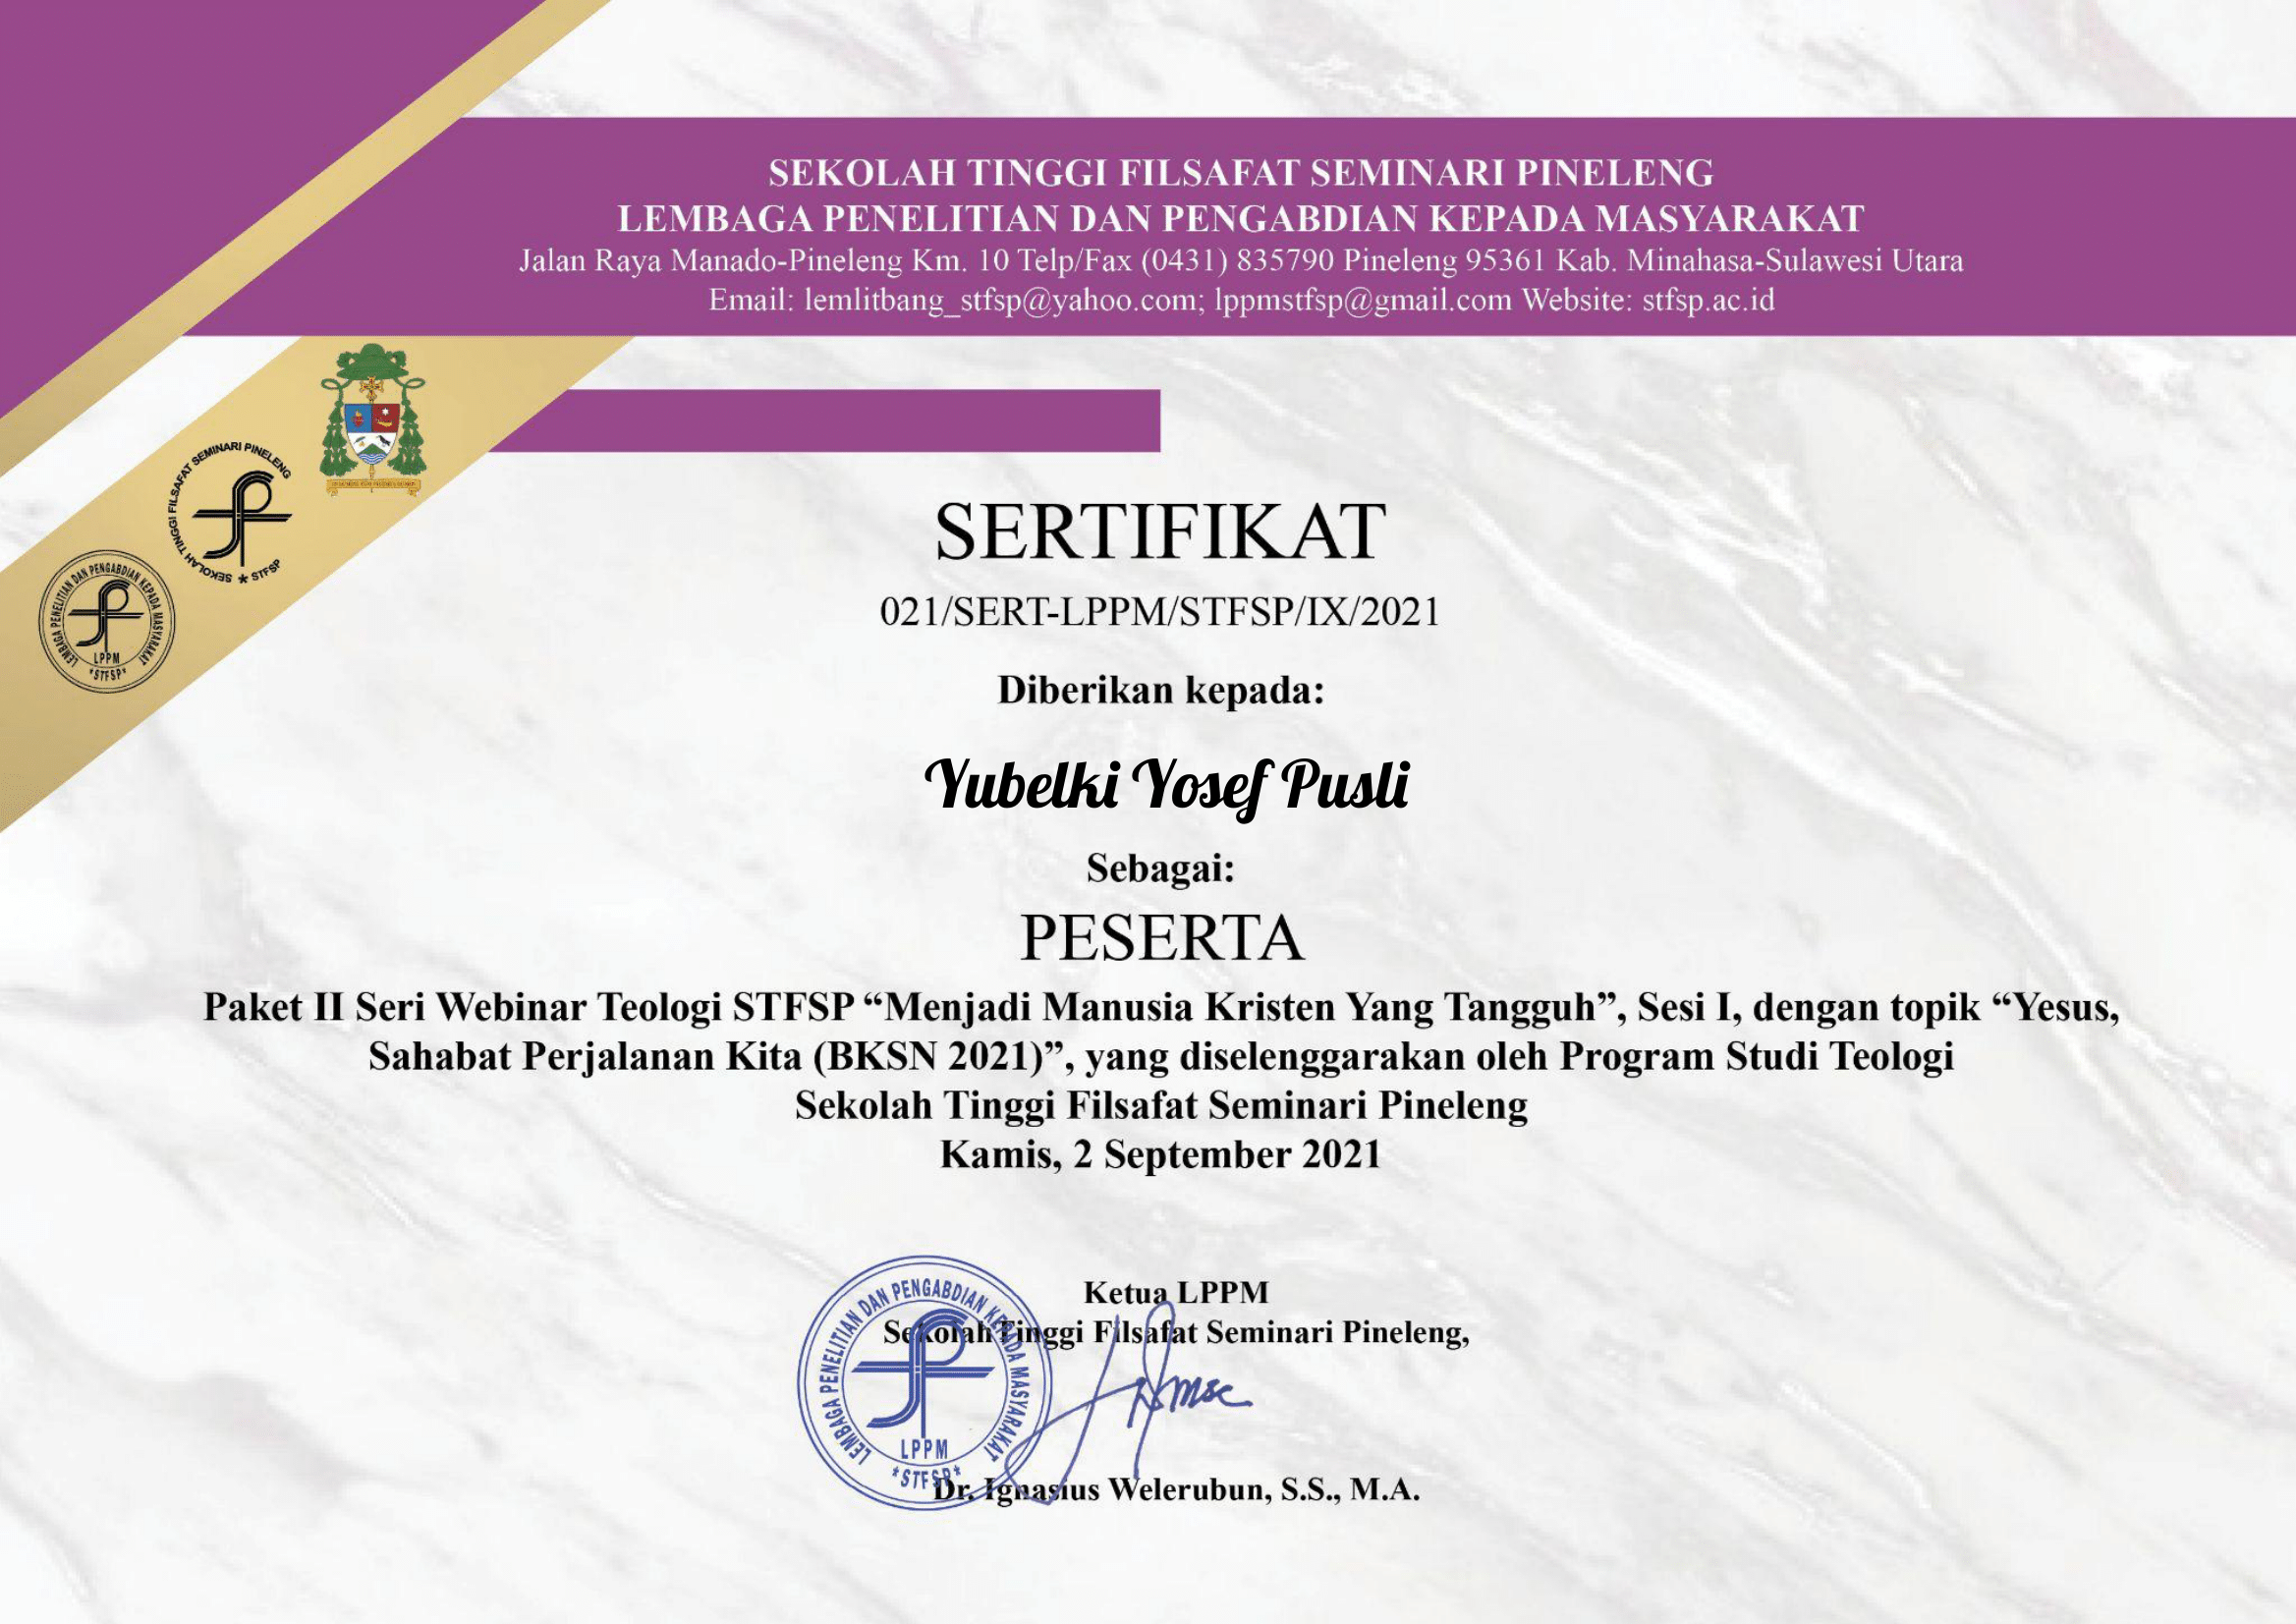 SEKOLAH TINGGI FILSAFAT SEMINARI PINELENG
LEMBAGA PENELITIAN DAN PENGABDIAN KEPADA MASYARAKAT
Jalan Raya Manado-Pineleng Km. 10 Telp/Fax (0431) 835790 Pineleng 95361 Kab. Minahasa-Sulawesi Utara
Email: lemlitbang_stfsp@yahoo.com; lppmstfsp@gmail.com Website: stfsp.ac.id
SEKOLAH TINGGI FILSAFAT SEMINARI PINELENG
★ STFSP
LEMBAGA PENELITIAN DAN PENGABDIAN KEPADA MASYARAKAT
LPPM
*STFSP*
SERTIFIKAT
021/SERT-LPPM/STFSP/IX/2021
Diberikan kepada:
Yubelki Yosef Pusli
Sebagai:
PESERTA
Paket II Seri Webinar Teologi STFSP “Menjadi Manusia Kristen Yang Tangguh”, Sesi I, dengan topik “Yesus,
Sahabat Perjalanan Kita (BKSN 2021)”, yang diselenggarakan oleh Program Studi Teologi
Sekolah Tinggi Filsafat Seminari Pineleng
Kamis, 2 September 2021
Ketua LPPM
Sekolah Tinggi Filsafat Seminari Pineleng,
LEMBAGA PENELITIAN DAN PENGABDIAN KEPADA MASYARAKAT
LPPM
*STFSP*
msc
Dr. Ignasius Welerubun, S.S., M.A.